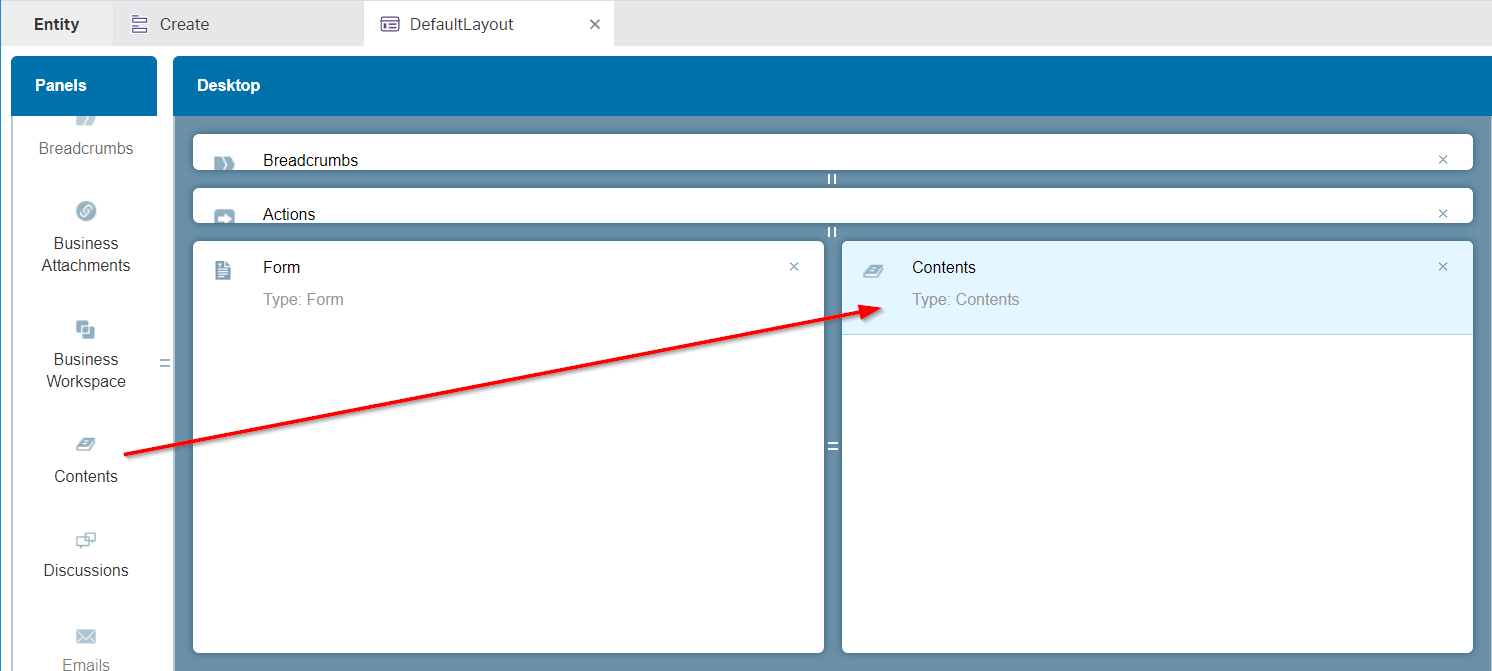 Entity
Create
DefaultLayout
Panels
Desktop
Breadcrumbs
Business
Attachments
Business
Workspace
Contents
Discussions
Emails
Breadcrumbs
Actions
Form
Type: Form
Contents
Type: Contents